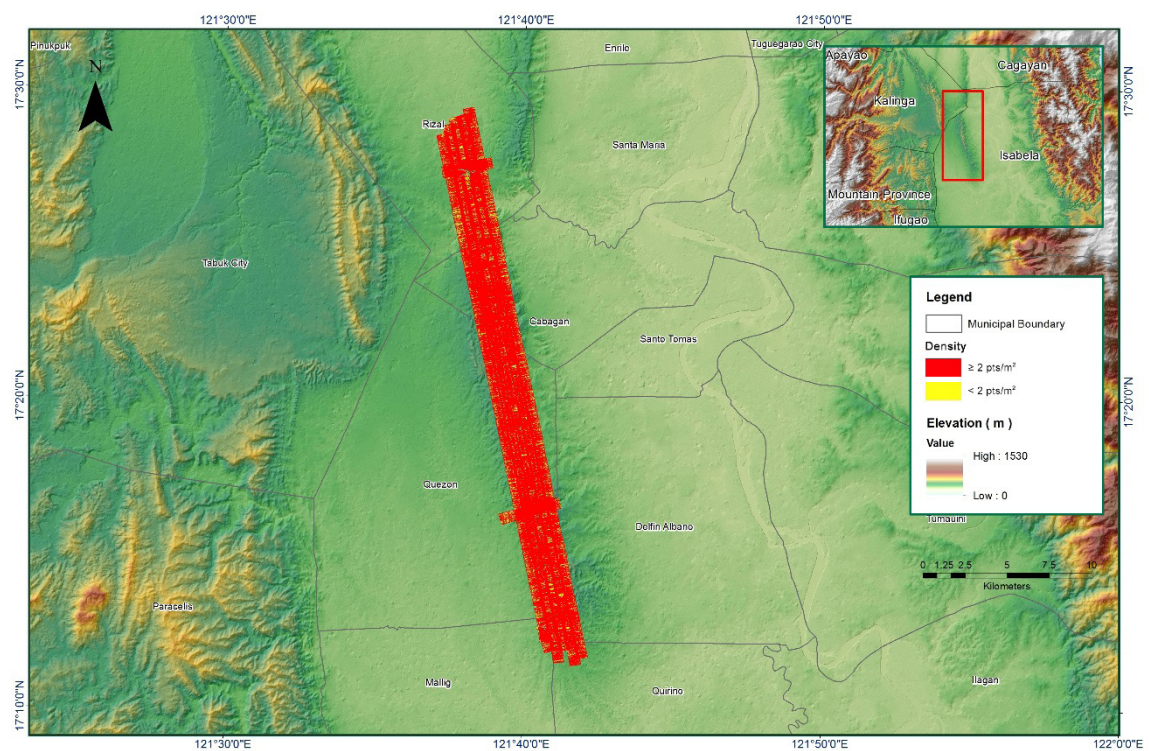 121°30'0"E
121°40'0"E
121°50'0"E
Pinukpuk
Enrile
Tuguegarao City
N
17°30'0"N
17°30'0"N
Apayao
Cagayan
Kalinga
Isabela
Mountain Province
Ifugao
Rizal
Santa Maria
Tabuk City
Cabagan
Santo Tomas
Legend
Municipal Boundary
Density
≥ 2 pts/m²
< 2 pts/m²
Elevation ( m )
Value
High : 1530
Low : 0
17°20'0"N
17°20'0"N
Quezon
Delfin Albano
Tumauini
0 1.25 2.5 5 7.5 10
Kilometers
Paracelis
Mallig
Quirino
Ilagan
17°10'0"N
17°10'0"N
121°30'0"E
121°40'0"E
121°50'0"E
122°0'0"E